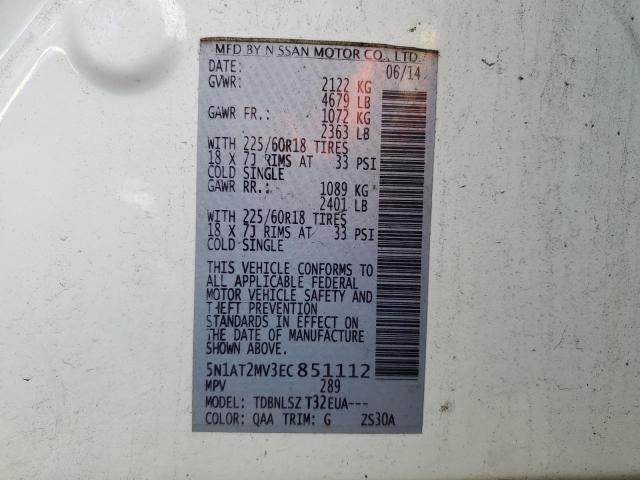 MFD BY NISSAN MOTOR CO., LTD.
DATE: 06/14
GVWR: 2122 KG
4679 LB
GAWR FR.: 1072 KG
2363 LB
WITH 225/60R18 TIRES
18 X 7J RIMS AT 33 PSI
COLD SINGLE
GAWR RR.: 1089 KG
2401 LB
WITH 225/60R18 TIRES
18 X 7J RIMS AT 33 PSI
COLD SINGLE
THIS VEHICLE CONFORMS TO
ALL APPLICABLE FEDERAL
MOTOR VEHICLE SAFETY AND
THEFT PREVENTION
STANDARDS IN EFFECT ON
THE DATE OF MANUFACTURE
SHOWN ABOVE.
5N1AT2MV3EC851112
MPV 289
MODEL: TDBNLSZ T32EUA---
COLOR: QAA TRIM: G ZS30A